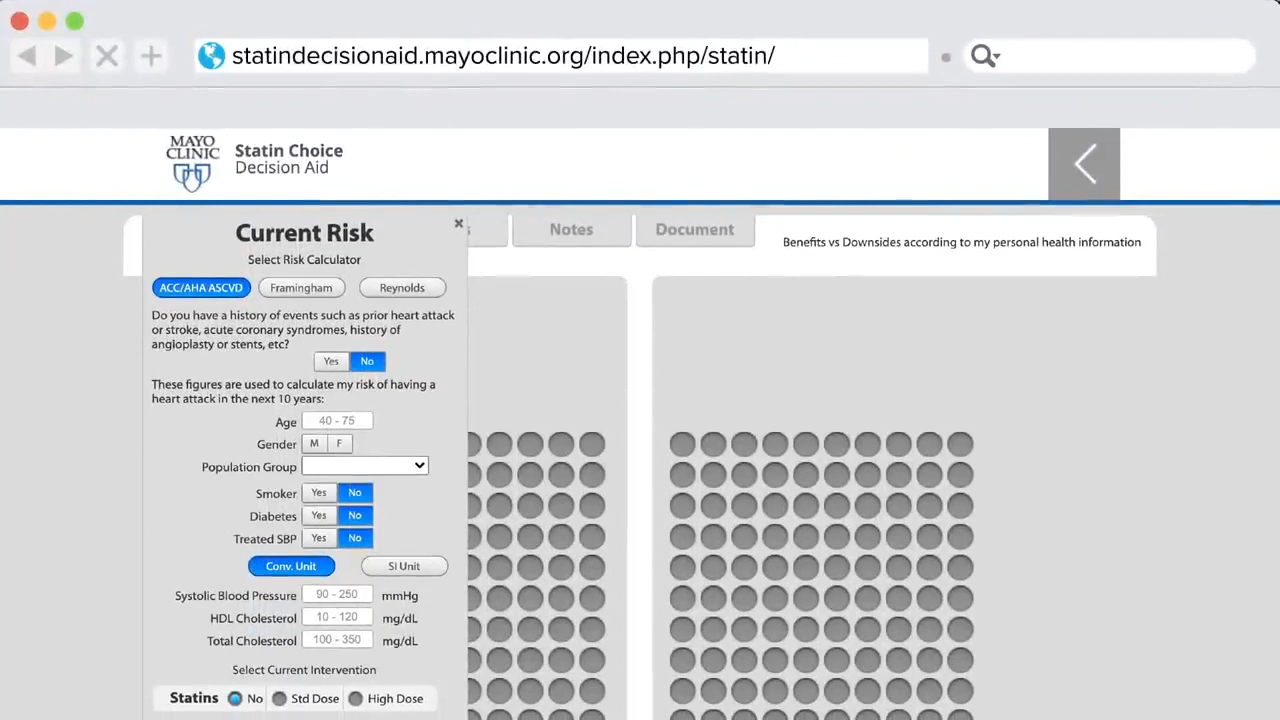 statindecisionaid.mayoclinic.org/index.php/statin/
MAYO
CLINIC
Statin Choice
Decision Aid
Current Risk
×
s
Notes
Document
Benefits vs Downsides according to my personal health information
Select Risk Calculator
ACC/AHA ASCVD
Framingham
Reynolds
Do you have a history of events such as prior heart attack
or stroke, acute coronary syndromes, history of
angioplasty or stents, etc?
Yes No
These figures are used to calculate my risk of having a
heart attack in the next 10 years:
Age 40 - 75
Gender M F
Population Group
Smoker Yes No
Diabetes Yes No
Treated SBP Yes No
Conv. Unit SI Unit
Systolic Blood Pressure 90 - 250 mmHg
HDL Cholesterol 10 - 120 mg/dL
Total Cholesterol 100 - 350 mg/dL
Select Current Intervention
Statins No Std Dose High Dose